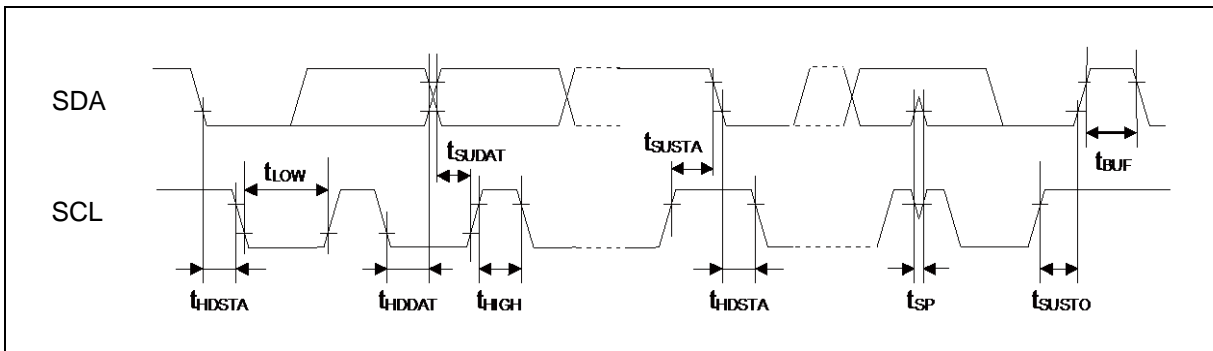 SDA
tSUDAT
tSUSTA
tBUF
tLOW
SCL
tHDSTA
tHDDAT
tHIGH
tHDSTA
tSP
tSUSTO